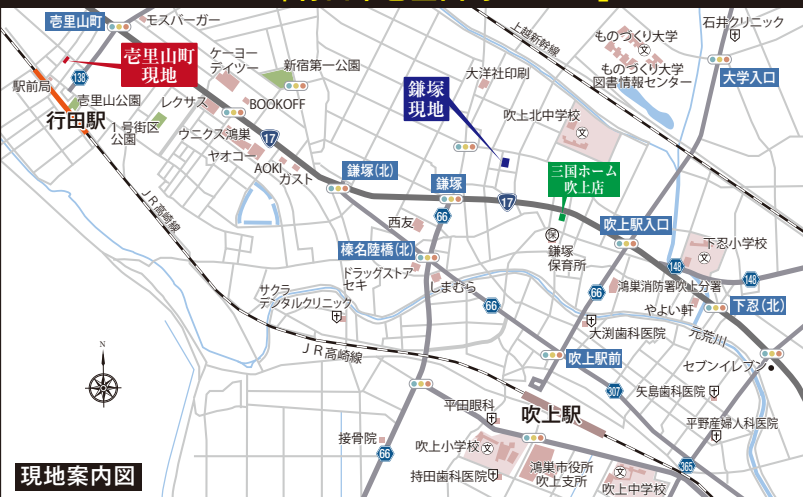 壱里山町
モスバーガー
上越新幹線
石井クリニック
ものつくり大学
ものつくり大学
図書情報センター
大学入口
壱里山町
現地
ケーヨー
デイツー
新宿第一公園
大洋社印刷
駅前局
138
壱里山公園
レクサス
BOOKOFF
鎌塚
現地
吹上北中学校
文
行田駅
1号街区
公園
ウニクス鴻巣
17
ヤオコー
AOKI
ガスト
鎌塚(北)
鎌塚
三国ホーム
吹上店
17
66
西友
吹上駅入口
JR高崎線
榛名陸橋(北)
保
鎌塚
保育所
下忍小学校
文
148
148
ドラッグストア
セキ
しまむら
サクラ
デンタルクリニック
66
66
鴻巣消防署吹上分署
やよい軒
下忍(北)
大渕歯科医院
元荒川
N
JR高崎線
吹上駅前
セブンイレブン
307
矢島歯科医院
平田眼科
吹上駅
平野産婦人科医院
接骨院
66
吹上小学校
文
持田歯科医院
鴻巣市役所
吹上支所
文
吹上中学校
365
現地案内図